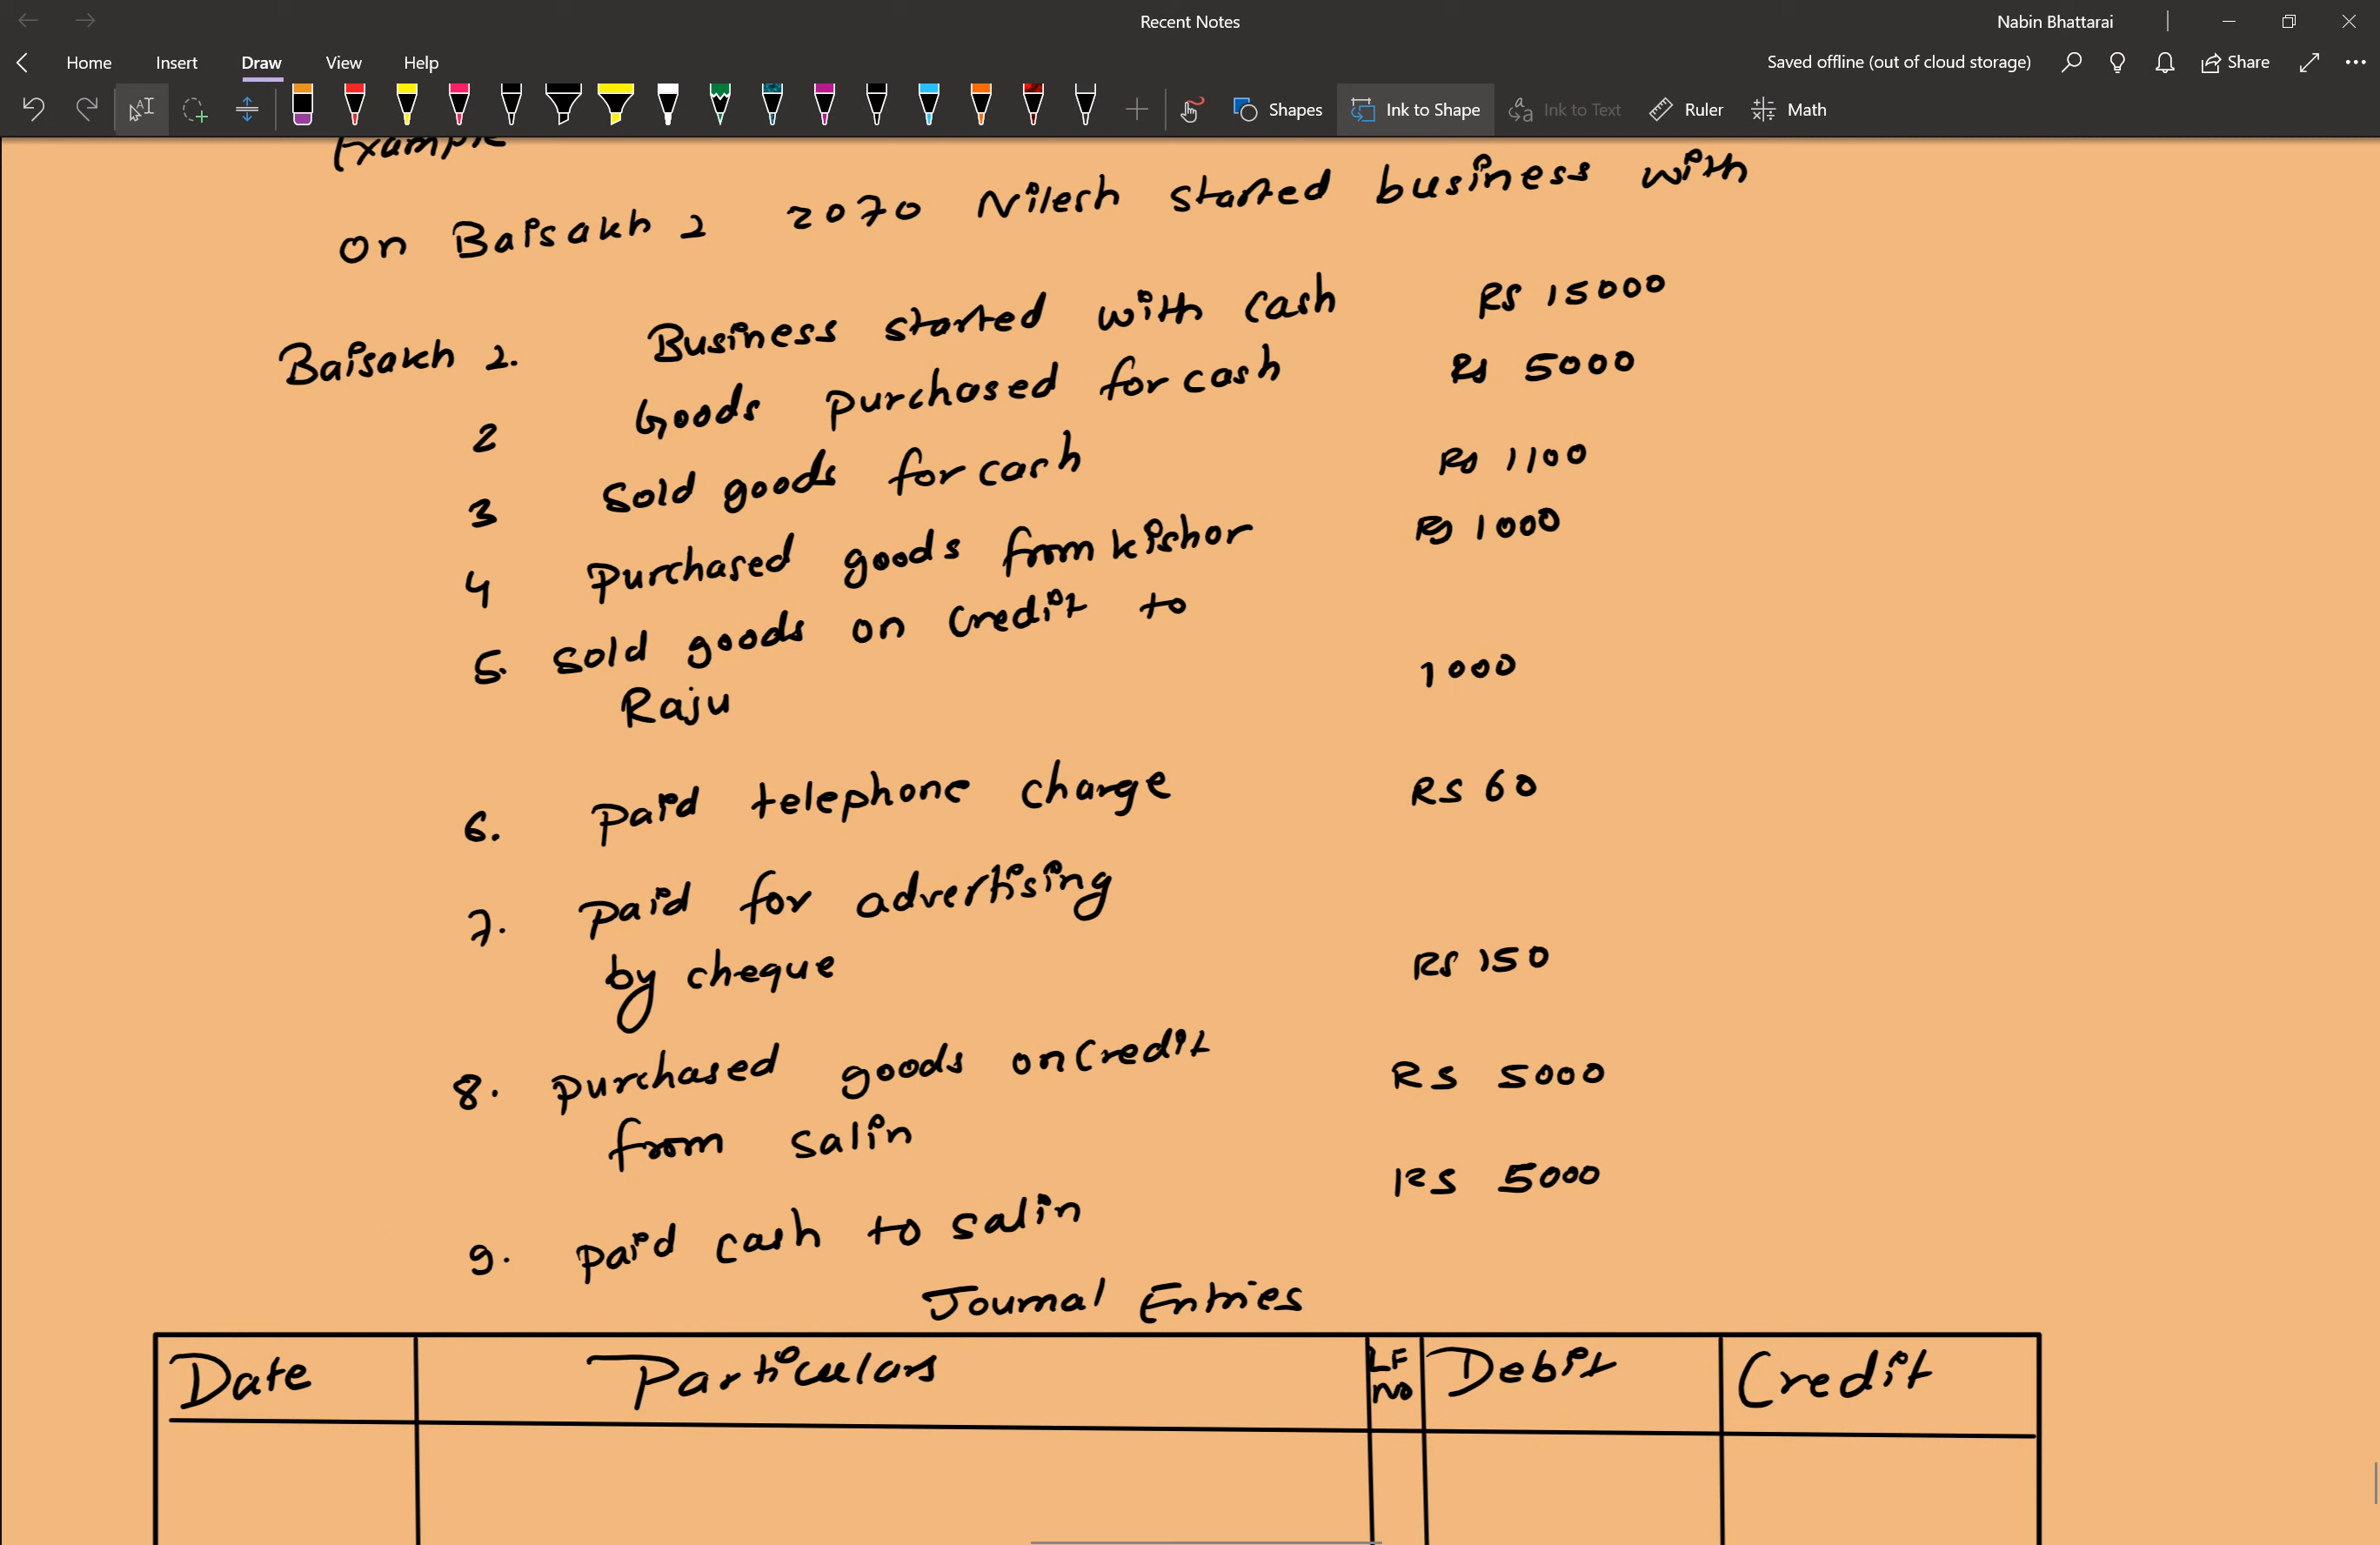 Recent Notes
Nabin Bhattarai
Home Insert Draw View Help
Saved offline (out of cloud storage) Share
Shapes Ink to Shape Ink to Text Ruler Math
Example
on Baisakh 2 2070 Nilesh started business with
Baisakh 2. Business started with cash RS 15000
2 Goods purchased for cash Rs 5000
3 Sold goods for cash Rs 1100
4 Purchased goods from kishor Rs 1000
5. Sold goods on credit to
Raju 1000
6. Paid telephone charge RS 60
7. Paid for advertising
by cheque RS 150
8. Purchased goods on credit RS 5000
from salin
9. Paid cash to salin RS 5000
Journal Entries
Date Particulars LF NO Debit Credit